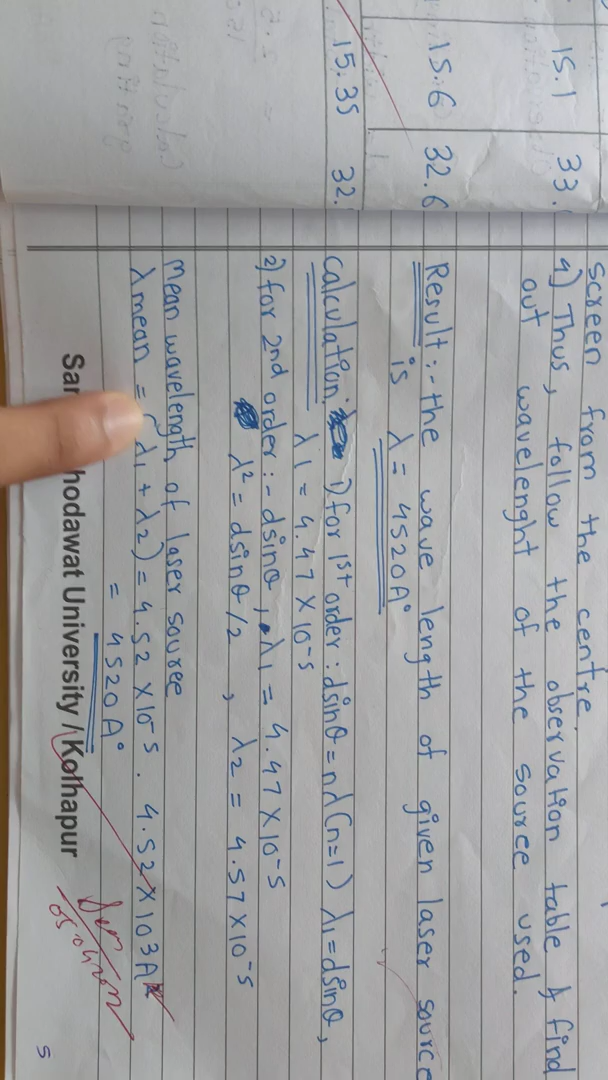 15.1 33.
15.6 32.6
15.35 32.
screen from the centre.
4) Thus, follow the observation table & find
out wavelenght of the source used.
Result :- the wave length of given laser source
is λ = 4520A°
Calculation: 1) for 1st order : dsinθ = nd (n=1) λ1 = dsinθ,
λ1 = 4.47 × 10-5
2) for 2nd order :- dsinθ, λ1 = 4.47 × 10-5
λ2 = dsinθ/2 , λ2 = 4.57 × 10-5
Mean wavelength of laser source
λ mean = (λ1 + λ2) = 4.52 × 10-5 . 4.52 × 103A°
= 4520A°
hodawat University / Kolhapur
5